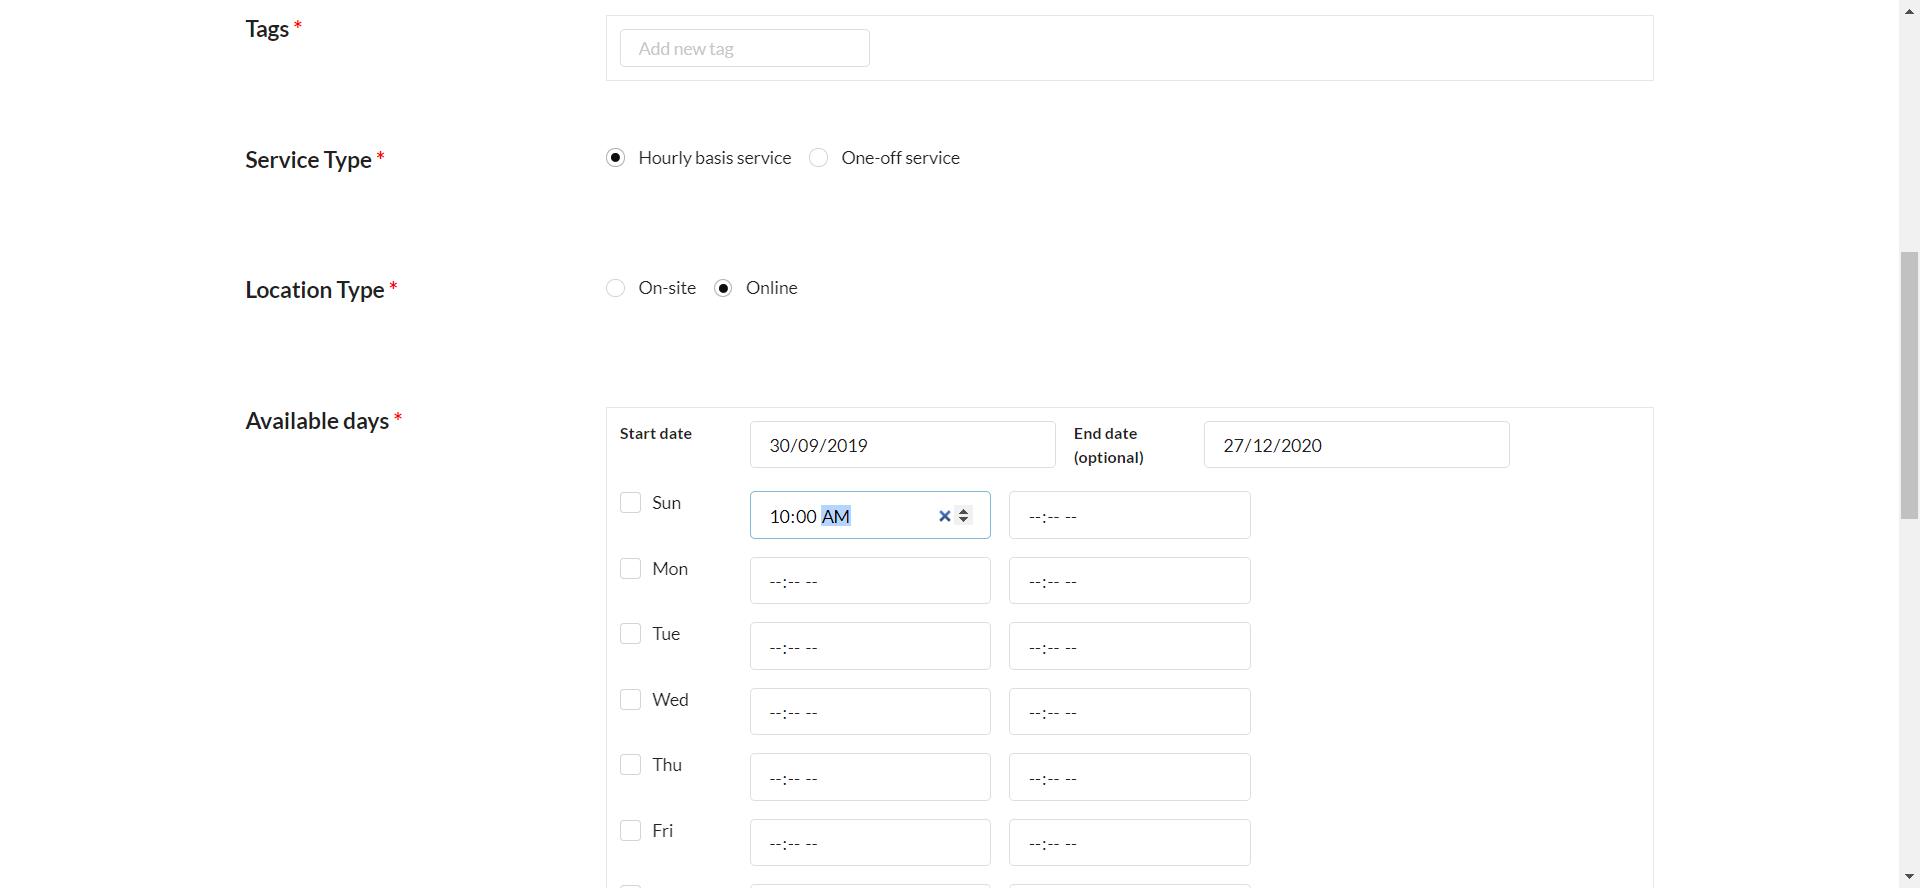 Tags *
Add new tag
Service Type *
Hourly basis service One-off service
Location Type *
On-site Online
Available days *
Start date 30/09/2019 End date (optional) 27/12/2020
Sun 10:00 AM --:-- --
Mon --:-- -- --:-- --
Tue --:-- -- --:-- --
Wed --:-- -- --:-- --
Thu --:-- -- --:-- --
Fri --:-- -- --:-- --